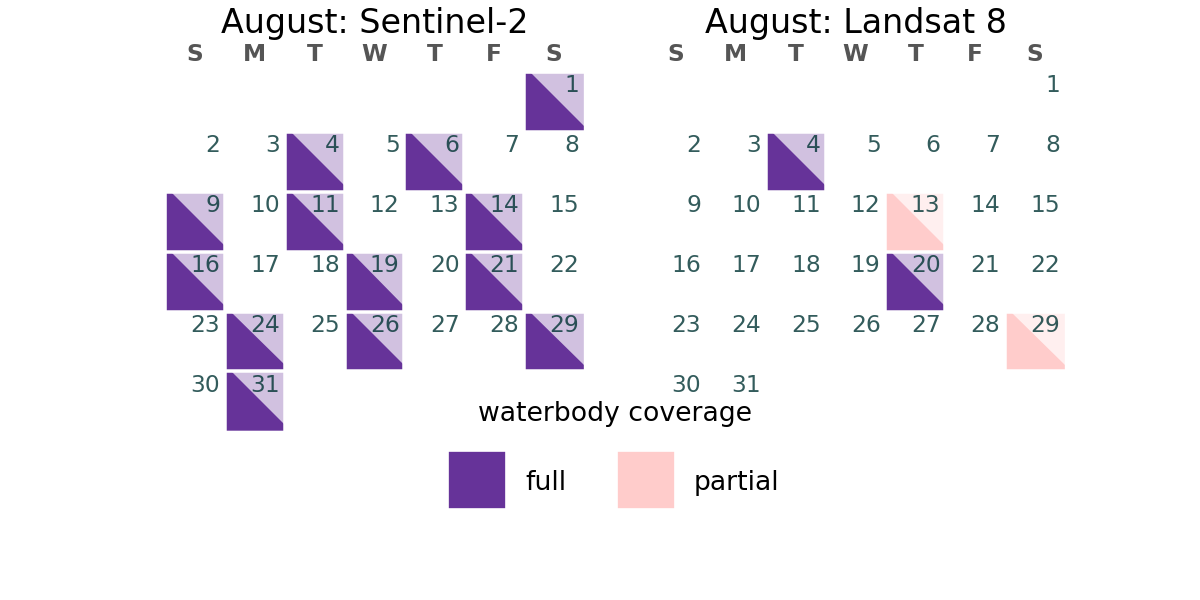 August: Sentinel-2
S M T W T F S
1
2 3 4 5 6 7 8
9 10 11 12 13 14 15
16 17 18 19 20 21 22
23 24 25 26 27 28 29
30 31
August: Landsat 8
S M T W T F S
1
2 3 4 5 6 7 8
9 10 11 12 13 14 15
16 17 18 19 20 21 22
23 24 25 26 27 28 29
30 31
waterbody coverage
full partial